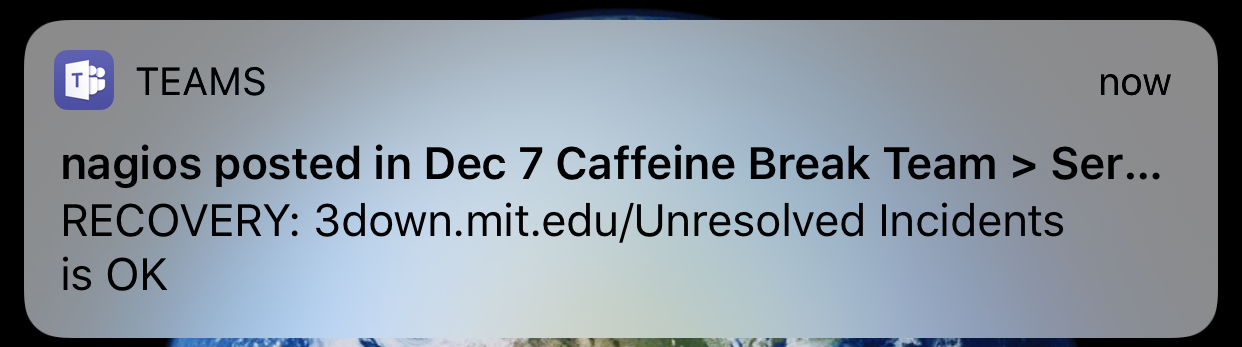 TEAMS
now
nagios posted in Dec 7 Caffeine Break Team > Ser...
RECOVERY: 3down.mit.edu/Unresolved Incidents
is OK